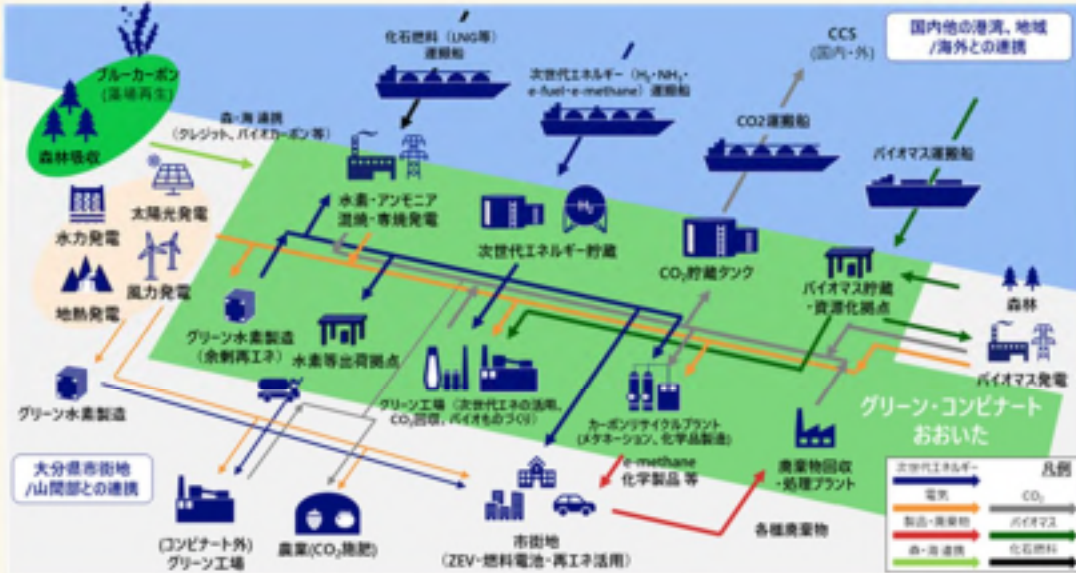 ブルーカーボン
(藻場再生)
森林吸収
森・海 連携
(クレジット、バイオカーボン等)
化石燃料(LNG等)
運搬船
次世代エネルギー(H₂・NH₃・
e-fuel・e-methane)運搬船
CCS
(国内・外)
CO2運搬船
バイオマス運搬船
国内他の港湾、地域
/海外との連携
水力発電
太陽光発電
地熱発電
風力発電
水素・アンモニア
混焼・専焼発電
H₂
次世代エネルギー貯蔵
CO₂貯蔵タンク
バイオマス貯蔵
・資源化拠点
森林
バイオマス発電
グリーン水素製造
(余剰再エネ)
水素等出荷拠点
グリーン工場(次世代エネの活用、
CO₂回収、バイオものづくり)
カーボンリサイクルプラント
(メタネーション、化学品製造)
グリーン・コンビナート
おおいた
グリーン水素製造
e-methane
化学製品 等
廃棄物回収
・処理プラント
各種廃棄物
大分県市街地
/山間部との連携
(コンビナート外)
グリーン工場
農業(CO₂施肥)
市街地
(ZEV・燃料電池・再エネ活用)
凡例
次世代エネルギー
電気
製品・廃棄物
森・海 連携
CO₂
バイオマス
化石燃料